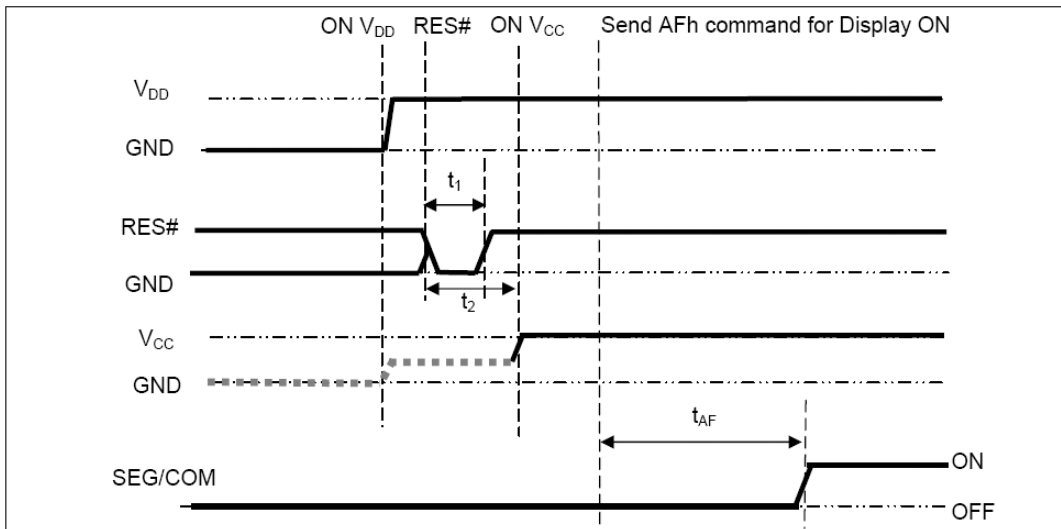 ON VDD RES# ON VCC Send AFh command for Display ON
VDD
GND
t1
RES#
GND
t2
VCC
GND
tAF
SEG/COM
ON
OFF